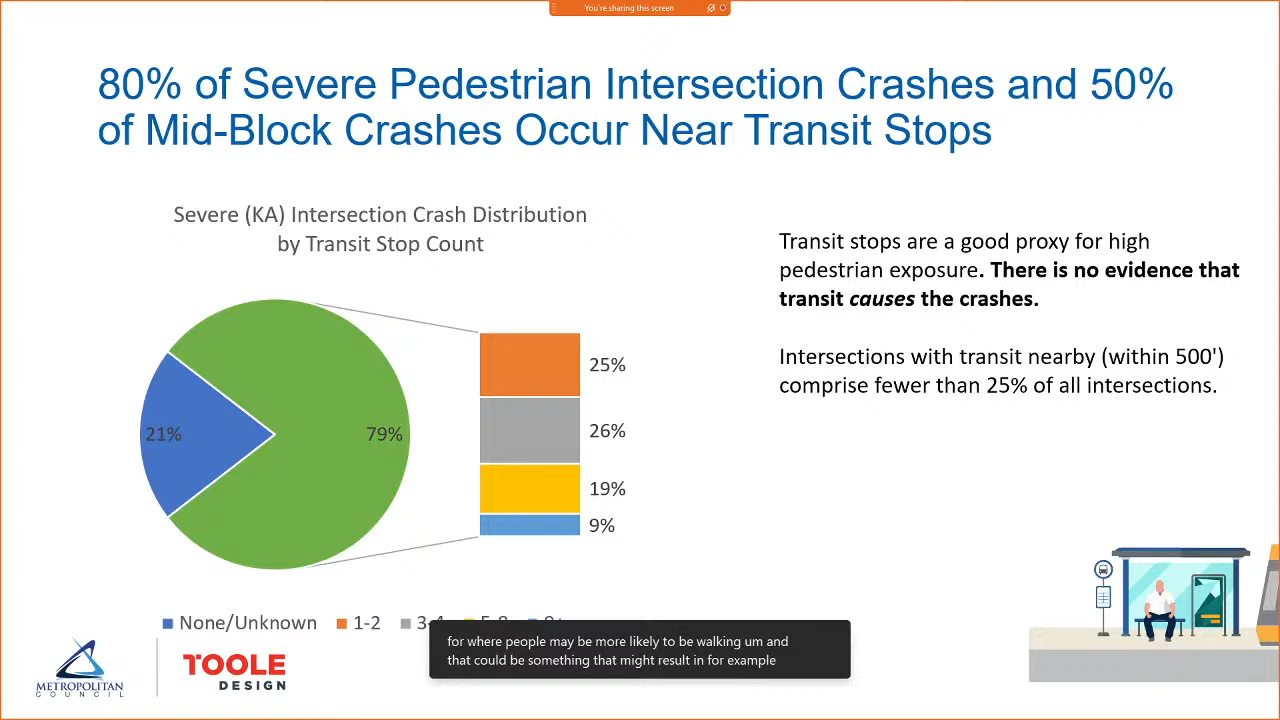 You're sharing this screen
80% of Severe Pedestrian Intersection Crashes and 50%
of Mid-Block Crashes Occur Near Transit Stops
Severe (KA) Intersection Crash Distribution
by Transit Stop Count
21%
79%
25%
26%
19%
9%
None/Unknown 1-2
Transit stops are a good proxy for high
pedestrian exposure. There is no evidence that
transit causes the crashes.
Intersections with transit nearby (within 500')
comprise fewer than 25% of all intersections.
for where people may be more likely to be walking um and
that could be something that might result in for example
METROPOLITAN
COUNCIL
TOOLE
DESIGN